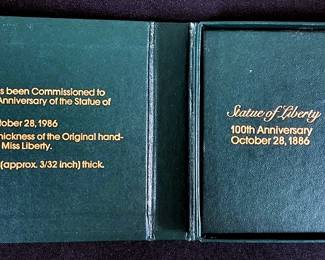 s been Commissioned to
Anniversary of the Statue of
tober 28, 1986
hickness of the Original hand-
Miss Liberty.
(approx. 3/32 inch) thick.
Statue of Liberty
100th Anniversary
October 28, 1886